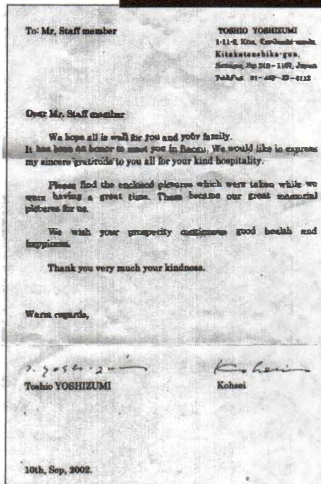 To: Mr, Staff member
TOSHIO YOSHIZUMI
Japan
Dear Mr. Staff member
We hope all is well for you and your family.
It has been an honor to meet you in We would like to express
my sincere gratitude to you all for your kind hospitality.
Please find the enclosed pictures which were taken while we
were having a great time. These became our great memorial
pictures for us.
We wish your prosperity continuous good health and
happiness.
Thank you very much your kindness.
Warm regards,
Toshio YOSHIZUMI
Kohsei
10th, Sep, 2002.